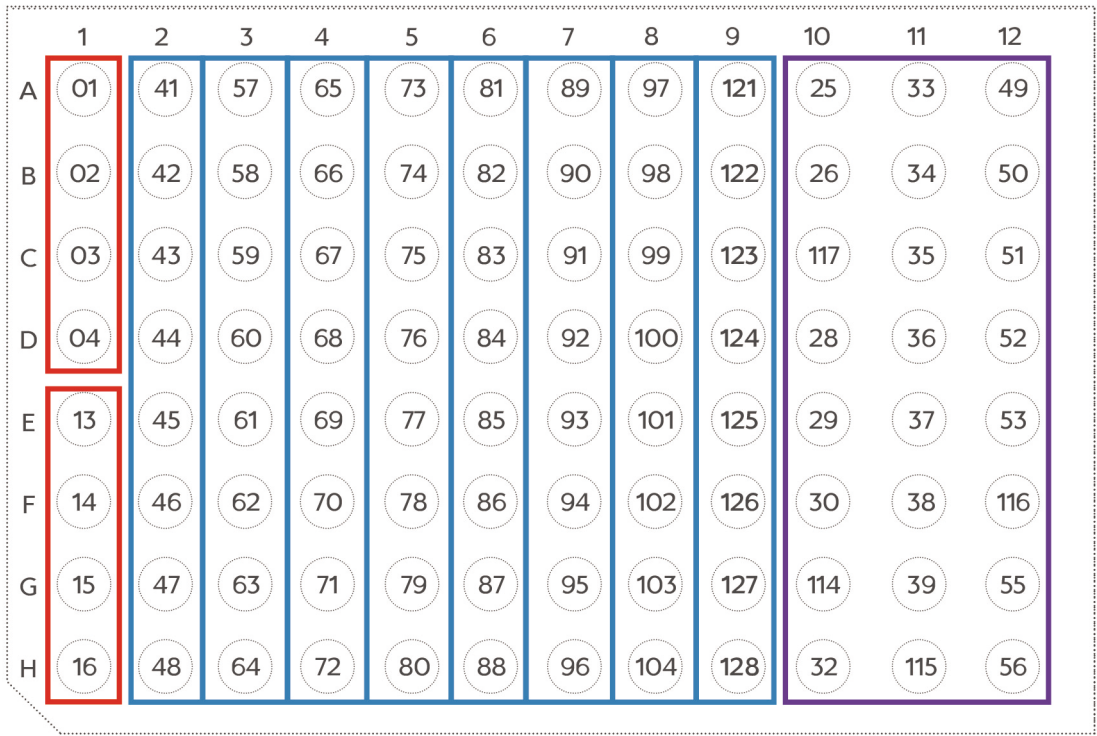 1 2 3 4 5 6 7 8 9 10 11 12
A 01 41 57 65 73 81 89 97 121 25 33 49
B 02 42 58 66 74 82 90 98 122 26 34 50
C 03 43 59 67 75 83 91 99 123 117 35 51
D 04 44 60 68 76 84 92 100 124 28 36 52
E 13 45 61 69 77 85 93 101 125 29 37 53
F 14 46 62 70 78 86 94 102 126 30 38 116
G 15 47 63 71 79 87 95 103 127 114 39 55
H 16 48 64 72 80 88 96 104 128 32 115 56